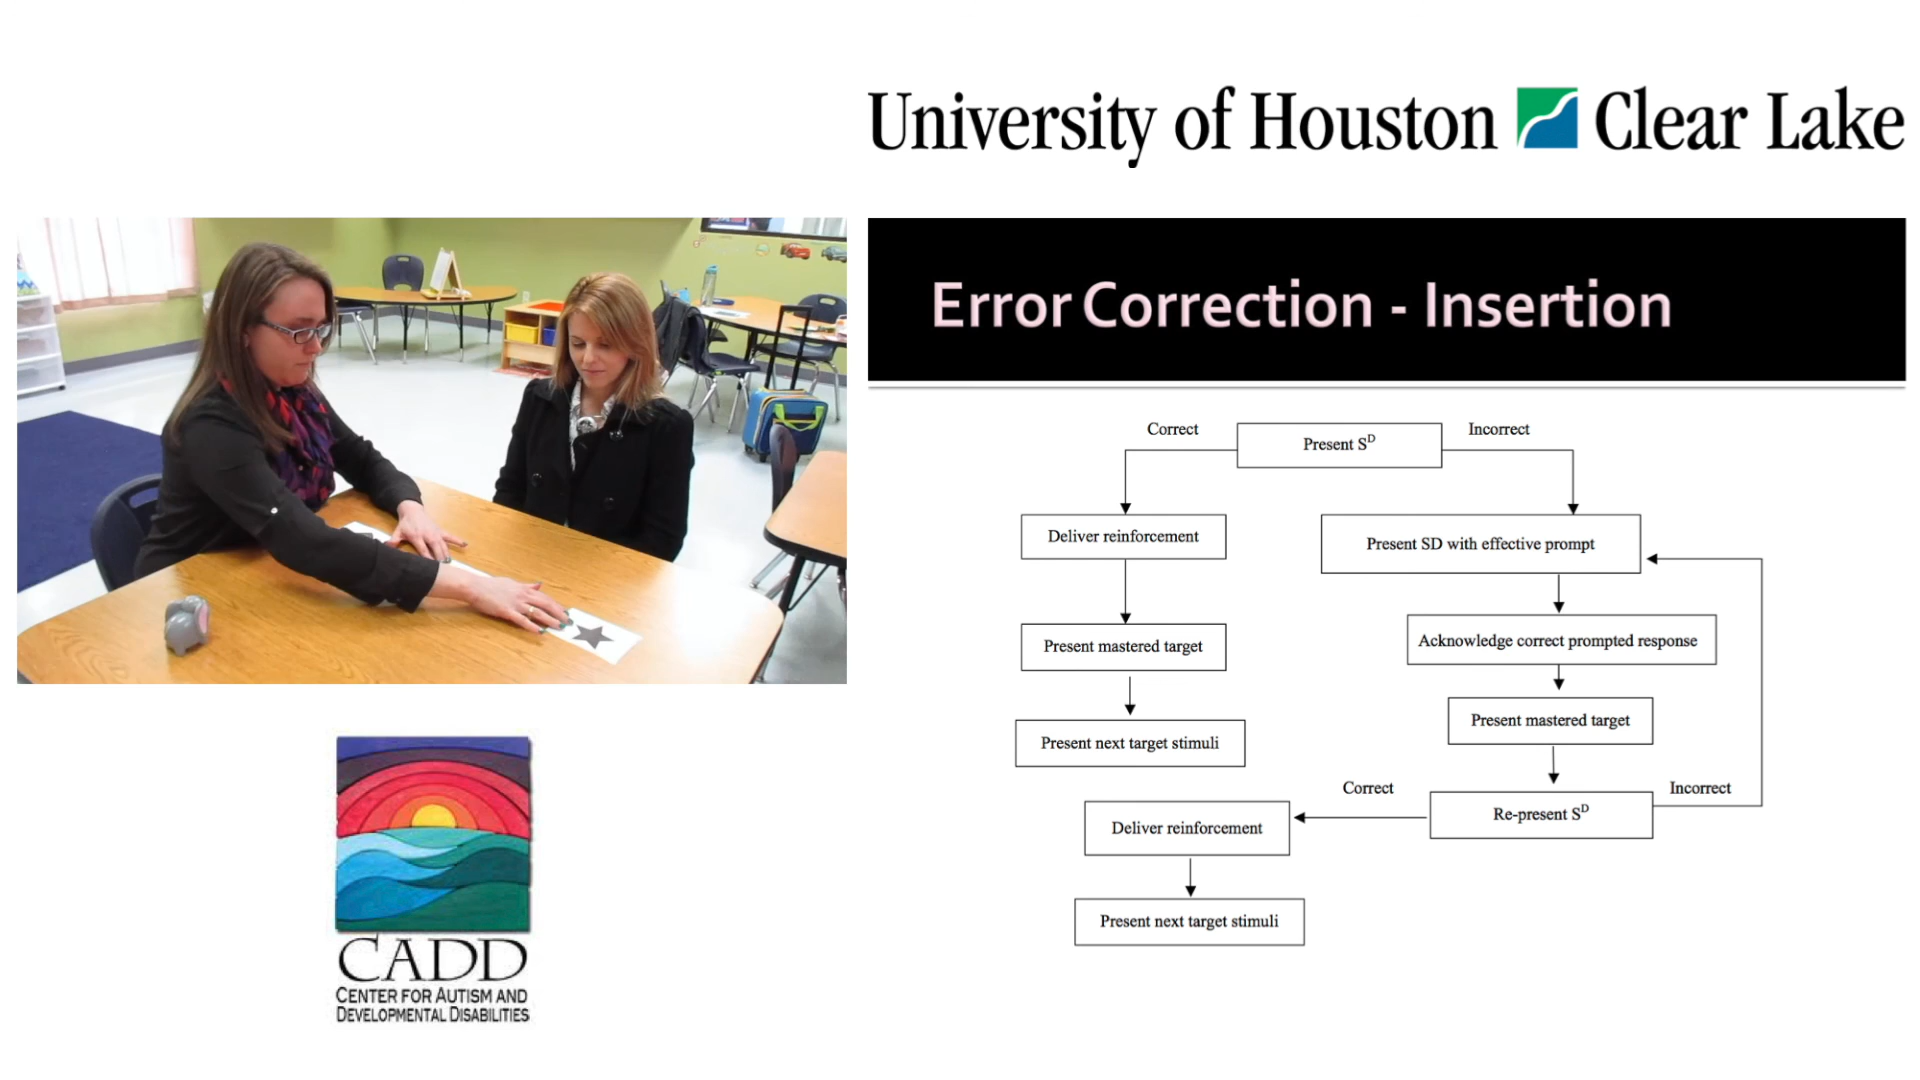 University of Houston Clear Lake
Error Correction - Insertion
Correct
Present Sᴰ
Incorrect
Deliver reinforcement
Present SD with effective prompt
Present mastered target
Acknowledge correct prompted response
Present next target stimuli
Present mastered target
Correct
Re-present Sᴰ
Incorrect
Deliver reinforcement
Present next target stimuli
CADD
CENTER FOR AUTISM AND
DEVELOPMENTAL DISABILITIES